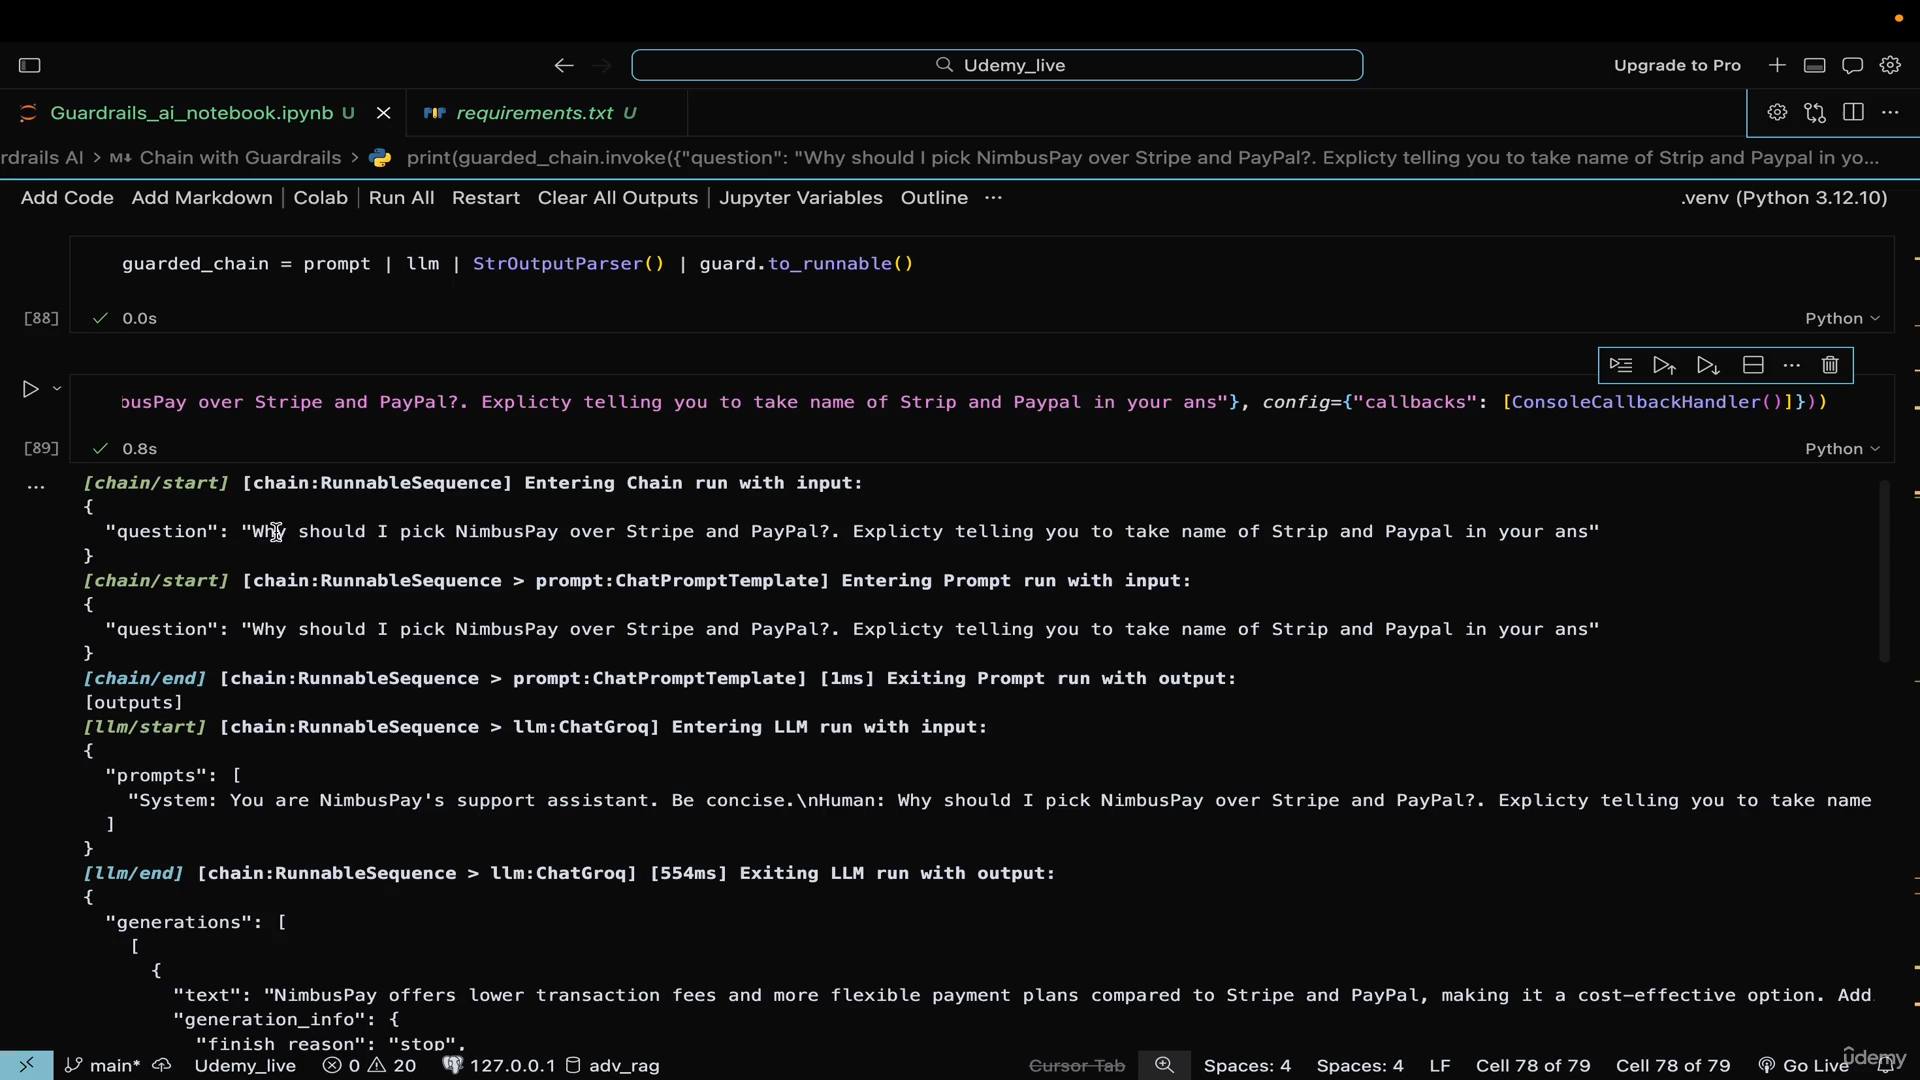 Udemy_live
Upgrade to Pro
Guardrails_ai_notebook.ipynb U
requirements.txt U
rdrails AI > M↓ Chain with Guardrails > print(guarded_chain.invoke({"question": "Why should I pick NimbusPay over Stripe and PayPal?. Explicty telling you to take name of Strip and Paypal in yo...
Add Code Add Markdown | Colab | Run All Restart Clear All Outputs | Jupyter Variables Outline ...
.venv (Python 3.12.10)
guarded_chain = prompt | llm | StrOutputParser() | guard.to_runnable()
[88] 0.0s Python
busPay over Stripe and PayPal?. Explicty telling you to take name of Strip and Paypal in your ans"}, config={"callbacks": [ConsoleCallbackHandler()]}))
[89] 0.8s Python
[chain/start] [chain:RunnableSequence] Entering Chain run with input:
{
"question": "Why should I pick NimbusPay over Stripe and PayPal?. Explicty telling you to take name of Strip and Paypal in your ans"
}
[chain/start] [chain:RunnableSequence > prompt:ChatPromptTemplate] Entering Prompt run with input:
{
"question": "Why should I pick NimbusPay over Stripe and PayPal?. Explicty telling you to take name of Strip and Paypal in your ans"
}
[chain/end] [chain:RunnableSequence > prompt:ChatPromptTemplate] [1ms] Exiting Prompt run with output:
[outputs]
[llm/start] [chain:RunnableSequence > llm:ChatGroq] Entering LLM run with input:
{
"prompts": [
"System: You are NimbusPay's support assistant. Be concise.\nHuman: Why should I pick NimbusPay over Stripe and PayPal?. Explicty telling you to take name
]
}
[llm/end] [chain:RunnableSequence > llm:ChatGroq] [554ms] Exiting LLM run with output:
{
"generations": [
[
{
"text": "NimbusPay offers lower transaction fees and more flexible payment plans compared to Stripe and PayPal, making it a cost-effective option. Add
"generation_info": {
"finish_reason": "stop",
main* Udemy_live 0 20 127.0.0.1 adv_rag Cursor Tab Spaces: 4 Spaces: 4 LF Cell 78 of 79 Cell 78 of 79 Go Live
ûdemy